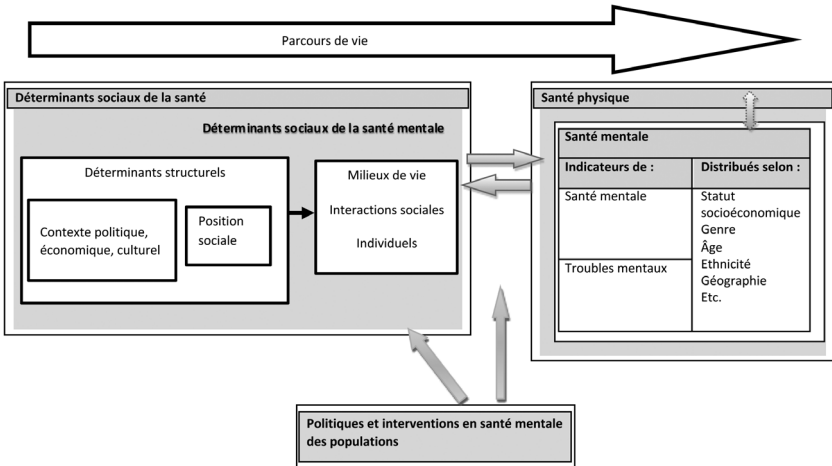 Parcours de vie
Déterminants sociaux de la santé
Déterminants sociaux de la santé mentale
Déterminants structurels
Contexte politique,
économique, culturel
Position
sociale
Milieu de vie
Interactions sociales
Individuels
Santé physique
Santé mentale
Indicateurs de :
Distribués selon :
Santé mentale
Troubles mentaux
Statut
socioéconomique
Genre
Âge
Ethnicité
Géographie
Etc.
Politiques et interventions en santé mentale
des populations